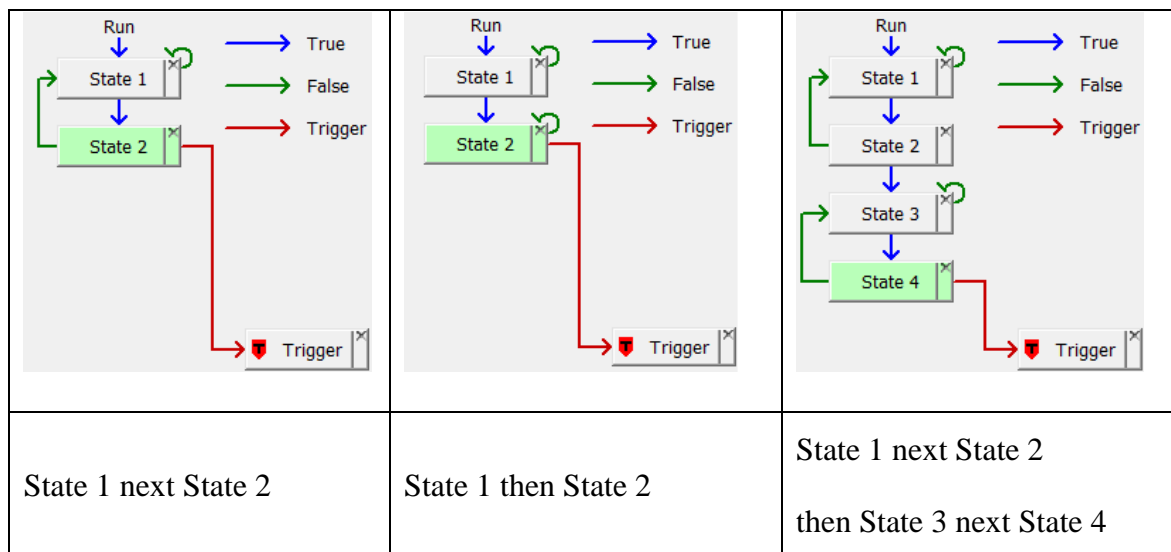 Run
True
State 1
False
State 2
Trigger
Trigger
Run
True
State 1
False
State 2
Trigger
Trigger
Run
True
State 1
False
State 2
Trigger
State 3
State 4
Trigger
State 1 next State 2
State 1 then State 2
State 1 next State 2
then State 3 next State 4